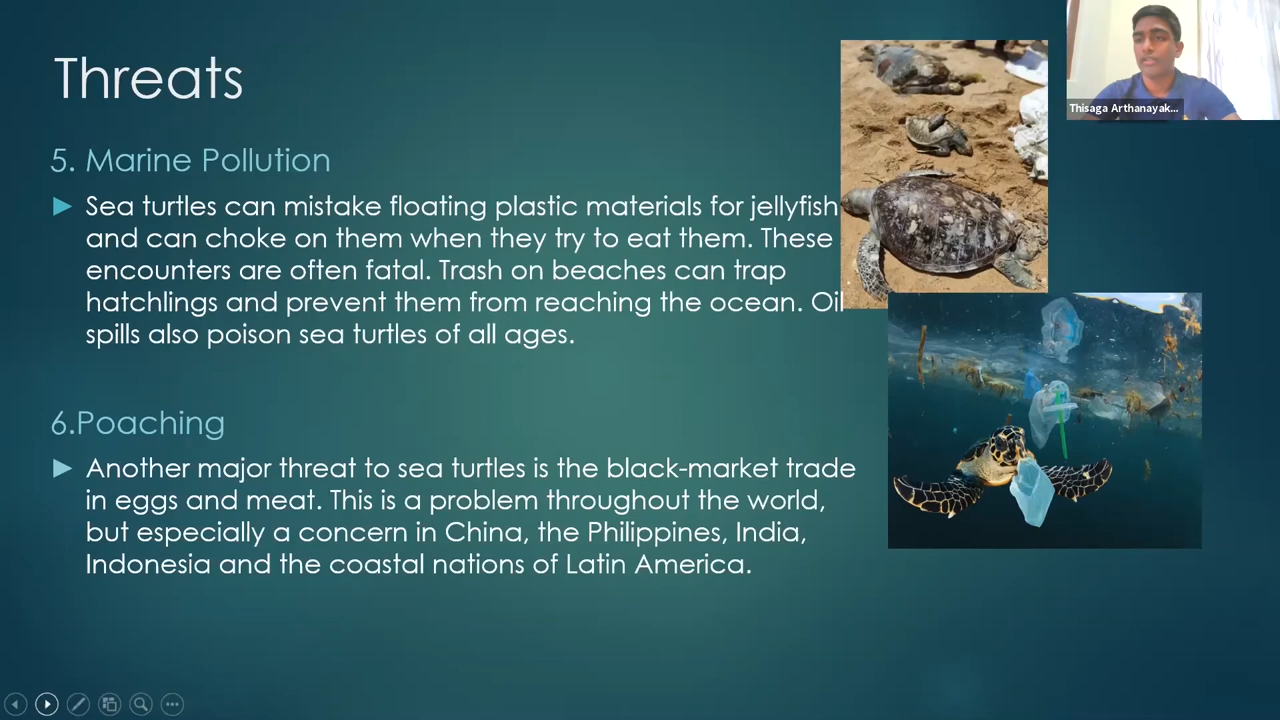 Threats
5. Marine Pollution
Sea turtles can mistake floating plastic materials for jellyfish
and can choke on them when they try to eat them. These
encounters are often fatal. Trash on beaches can trap
hatchlings and prevent them from reaching the ocean. Oil
spills also poison sea turtles of all ages.
6.Poaching
Another major threat to sea turtles is the black-market trade
in eggs and meat. This is a problem throughout the world,
but especially a concern in China, the Philippines, India,
Indonesia and the coastal nations of Latin America.
Thisaga Arthanayak...